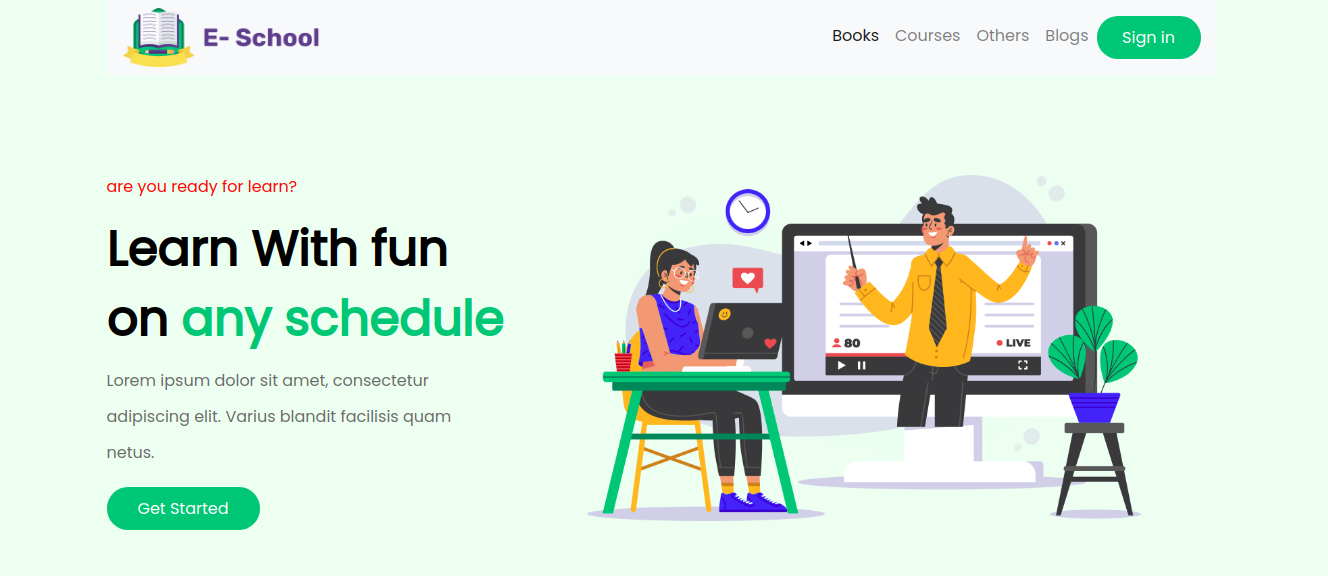 E- School
Books Courses Others Blogs Sign in
are you ready for learn?
Learn With fun
on any schedule
Lorem ipsum dolor sit amet, consectetur
adipiscing elit. Varius blandit facilisis quam
netus.
Get Started
80
LIVE